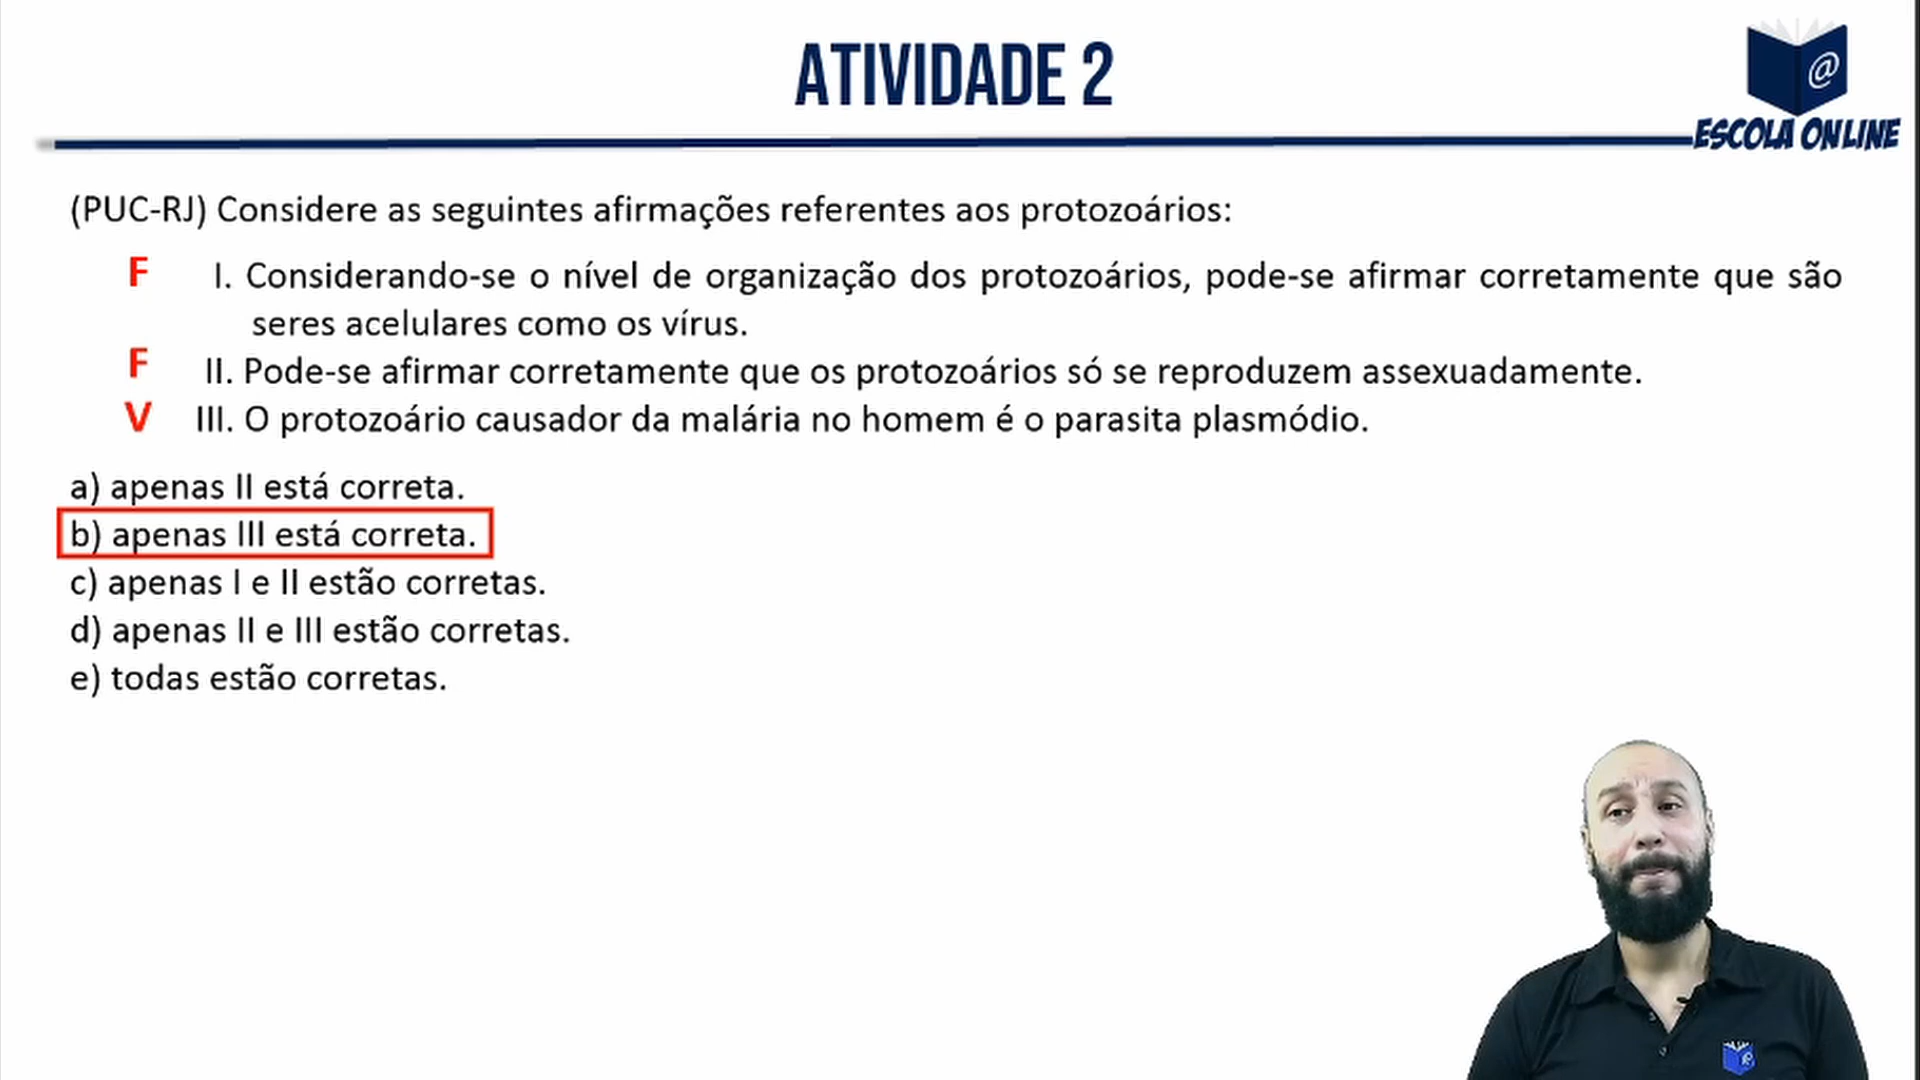 ATIVIDADE 2
@
ESCOLA ONLINE
(PUC-RJ) Considere as seguintes afirmações referentes aos protozoários:
F I. Considerando-se o nível de organização dos protozoários, pode-se afirmar corretamente que são
seres acelulares como os vírus.
F II. Pode-se afirmar corretamente que os protozoários só se reproduzem assexuadamente.
V III. O protozoário causador da malária no homem é o parasita plasmódio.
a) apenas II está correta.
b) apenas III está correta.
c) apenas I e II estão corretas.
d) apenas II e III estão corretas.
e) todas estão corretas.